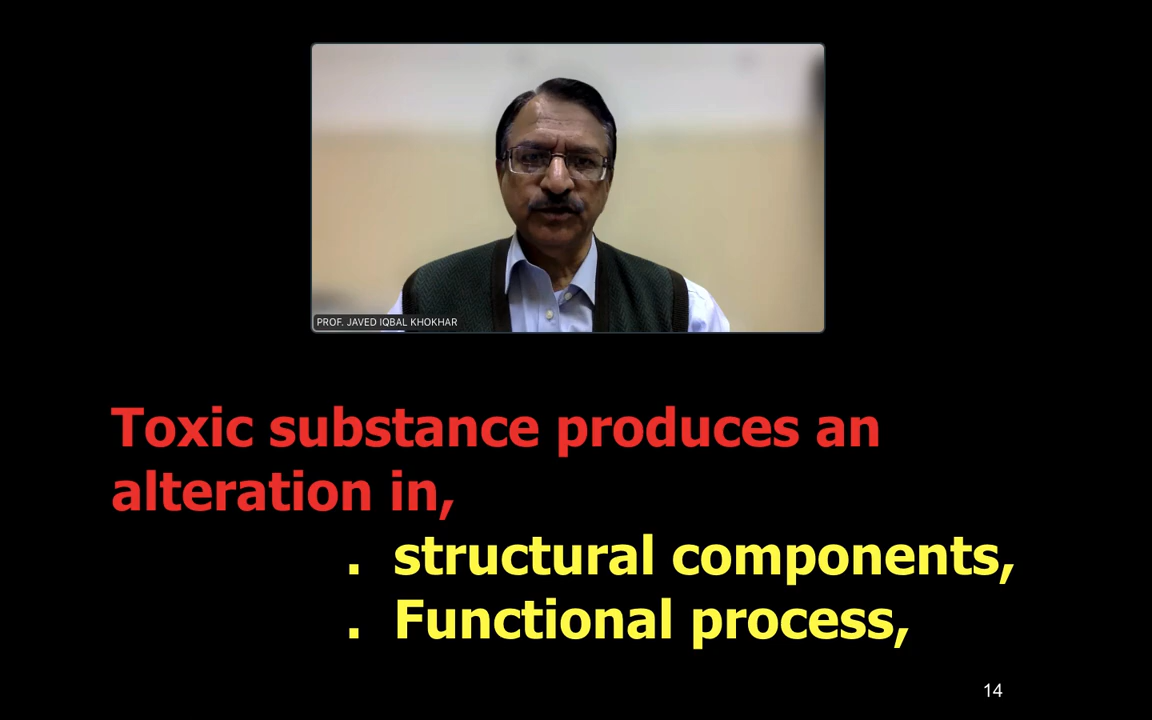 PROF. JAVED IQBAL KHOKHAR
Toxic substance produces an
alteration in,
. structural components,
. Functional process,
14